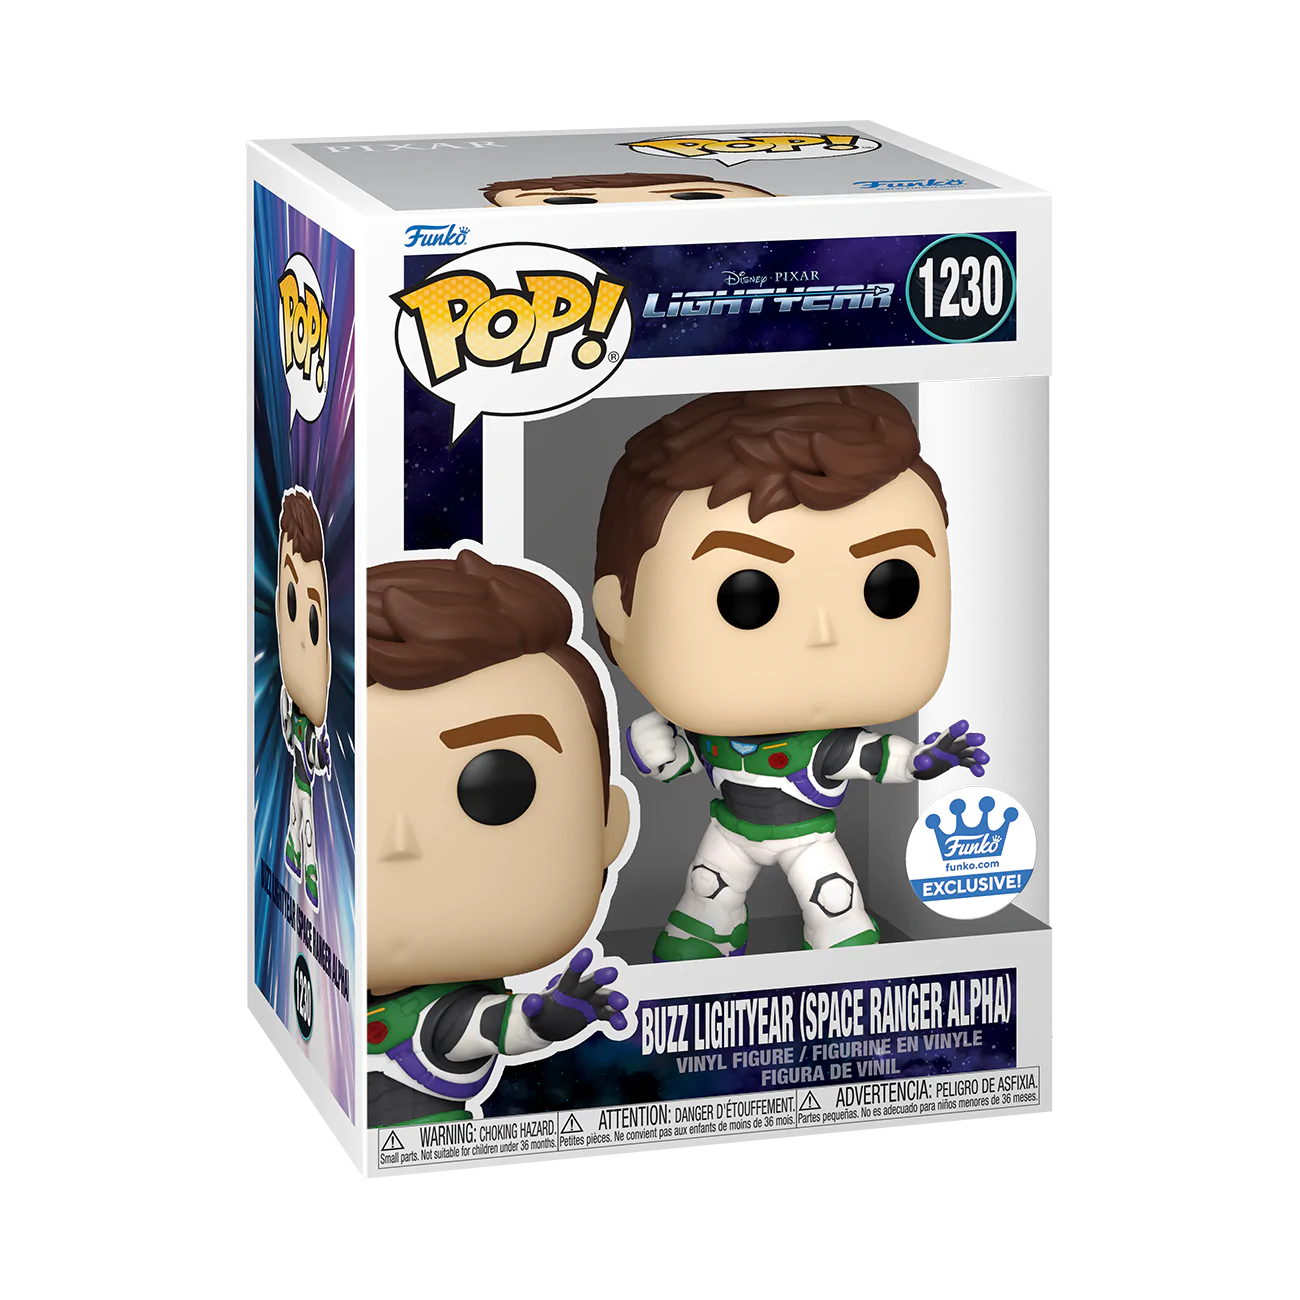 PIXAR
POP!
Funko
Funko
POP!
POP!®
Disney · PIXAR
LIGHTYEAR
1230
Funko
funko.com
EXCLUSIVE!
BUZZ LIGHTYEAR (SPACE RANGER ALPHA)
1230
BUZZ LIGHTYEAR (SPACE RANGER ALPHA)
VINYL FIGURE / FIGURINE EN VINYLE
FIGURA DE VINIL
WARNING: CHOKING HAZARD.
Small parts. Not suitable for children under 36 months.
ATTENTION: DANGER D'ÉTOUFFEMENT.
Petites pièces. Ne convient pas aux enfants de moins de 36 mois.
ADVERTENCIA: PELIGRO DE ASFIXIA.
Partes pequeñas. No es adecuado para niños menores de 36 meses.